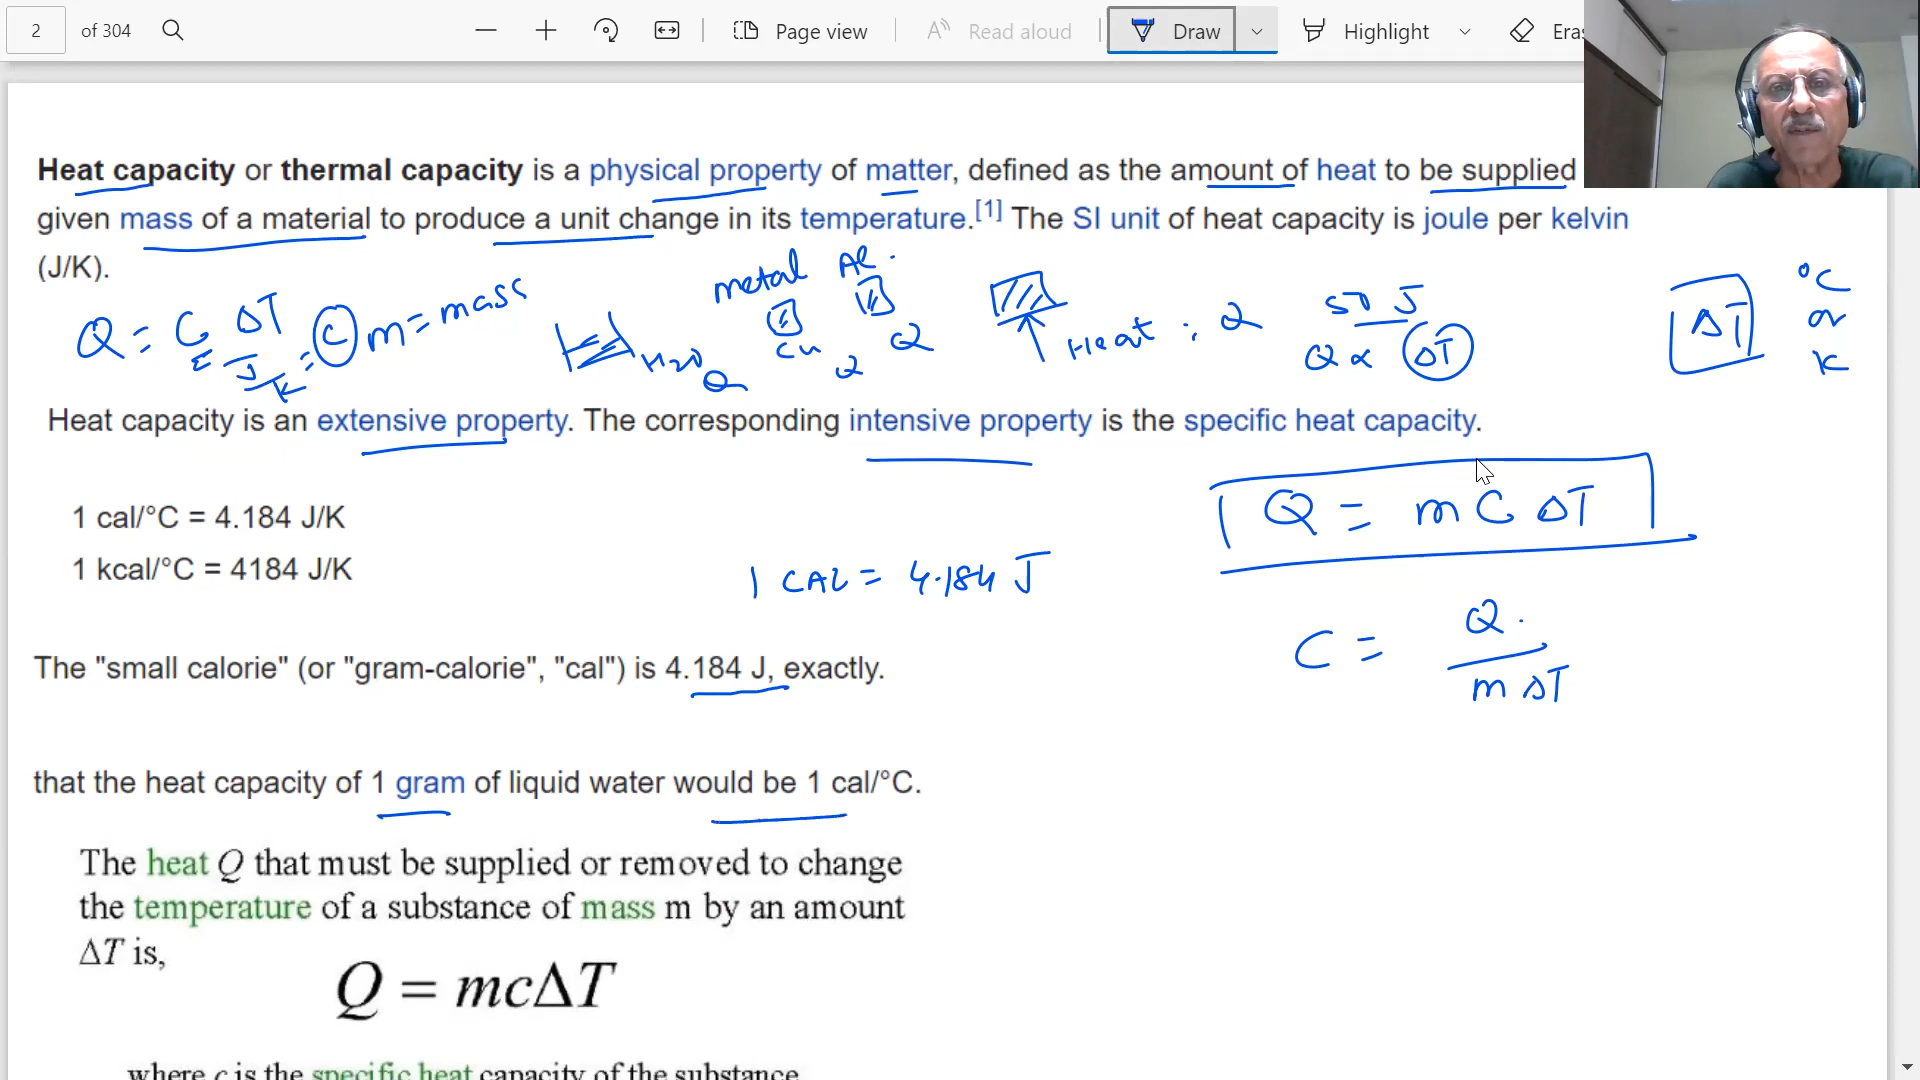 2 of 304 Page view Read aloud Draw Highlight Eras
Heat capacity or thermal capacity is a physical property of matter, defined as the amount of heat to be supplied
given mass of a material to produce a unit change in its temperature.[1] The SI unit of heat capacity is joule per kelvin
(J/K).
metal Al.
Q = C ΔT
J/K
C m = mass
H2O Q
Cu Q Q
Heat : Q
SI J
Q ∝ ΔT
ΔT °C or K
Heat capacity is an extensive property. The corresponding intensive property is the specific heat capacity.
Q = m C ΔT
1 cal/°C = 4.184 J/K
1 kcal/°C = 4184 J/K
1 CAL = 4.184 J
C = Q / m ΔT
The "small calorie" (or "gram-calorie", "cal") is 4.184 J, exactly.
that the heat capacity of 1 gram of liquid water would be 1 cal/°C.
The heat Q that must be supplied or removed to change
the temperature of a substance of mass m by an amount
ΔT is,
Q = mcΔT
where c is the specific heat capacity of the substance